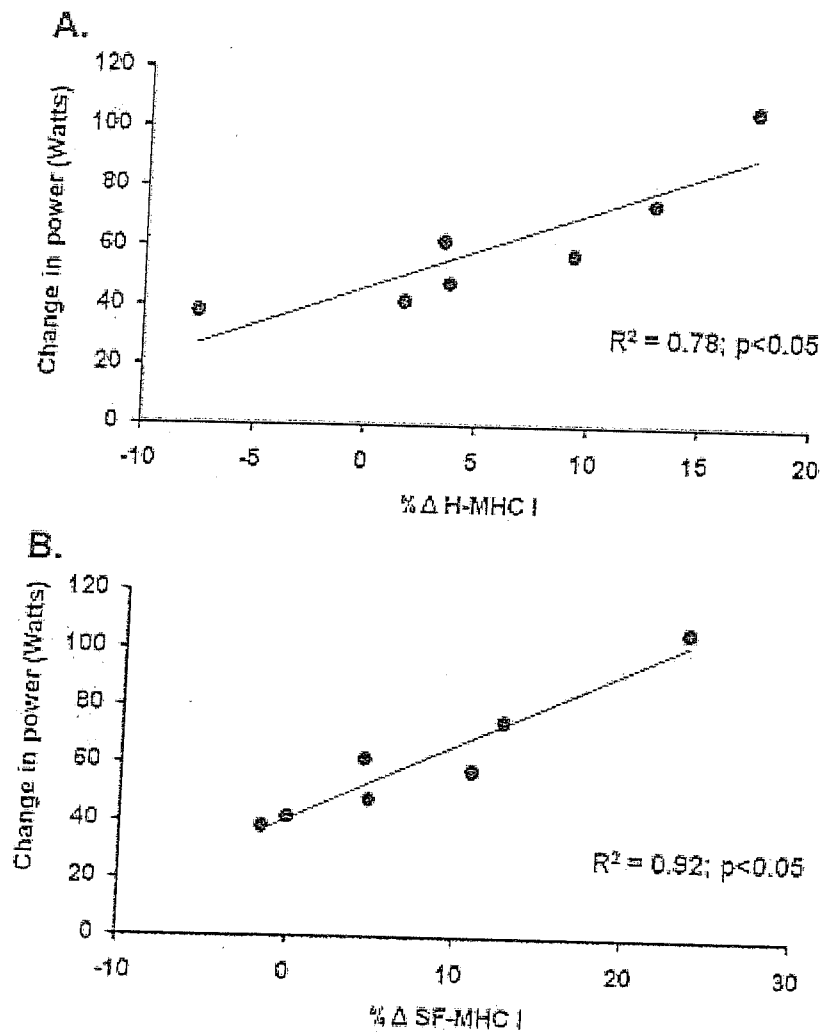 A.
120
100
80
60
40
20
0
Change in power (Watts)
R² = 0.78; p<0.05
-10 -5 0 5 10 15 20
% Δ H-MHC I
B.
120
100
80
60
40
20
0
Change in power (Watts)
R² = 0.92; p<0.05
-10 0 10 20 30
% Δ SF-MHC I